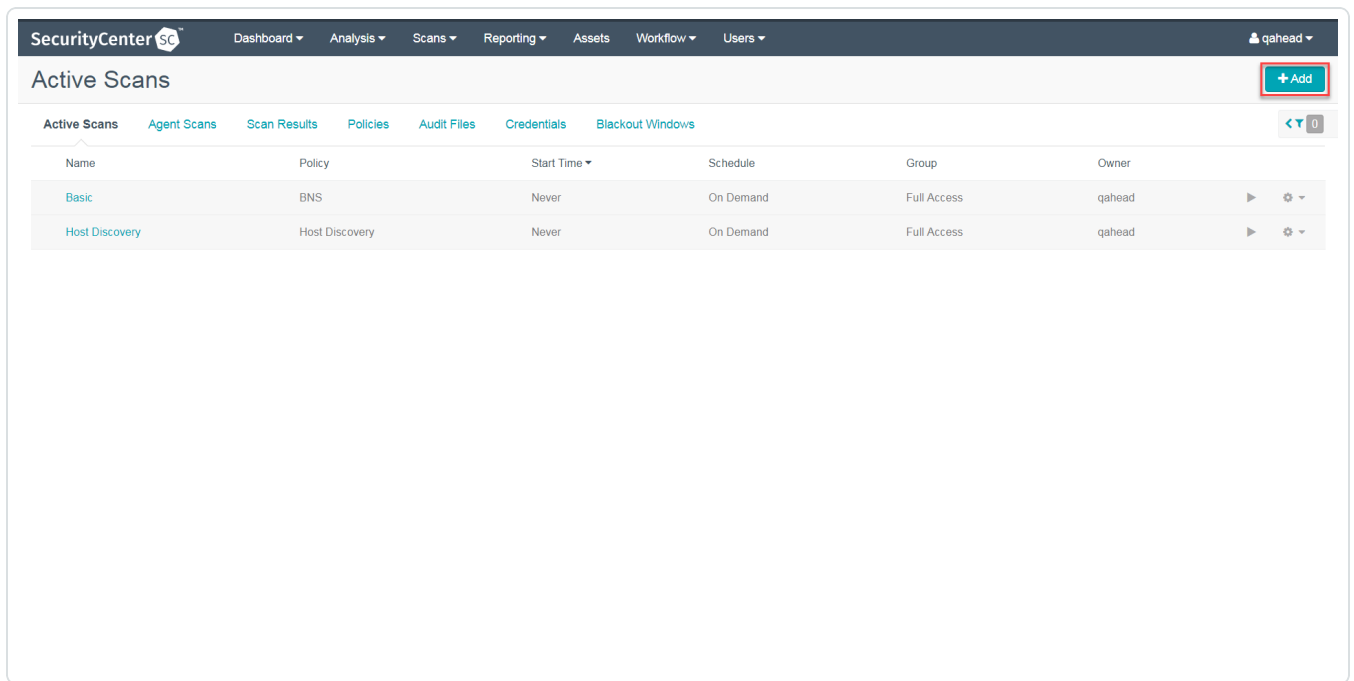 SecurityCenter SC Dashboard Analysis Scans Reporting Assets Workflow Users qahead
Active Scans + Add
Active Scans Agent Scans Scan Results Policies Audit Files Credentials Blackout Windows 0
Name Policy Start Time Schedule Group Owner
Basic BNS Never On Demand Full Access qahead
Host Discovery Host Discovery Never On Demand Full Access qahead